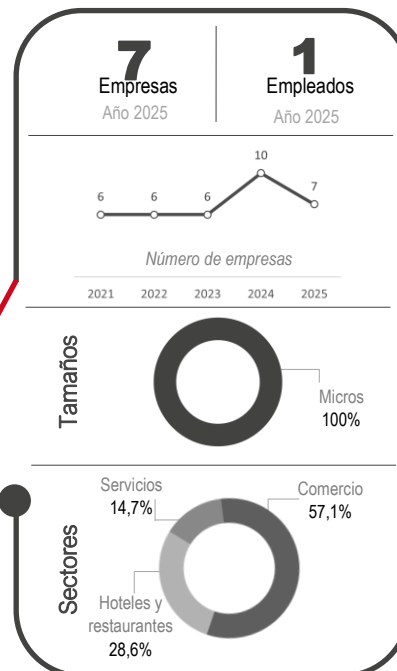 7
Empresas
Año 2025
1
Empleados
Año 2025
6
6
6
10
7
Número de empresas
2021 2022 2023 2024 2025
Tamaños
Micros
100%
Sectores
Servicios
14,7%
Comercio
57,1%
Hoteles y
restaurantes
28,6%